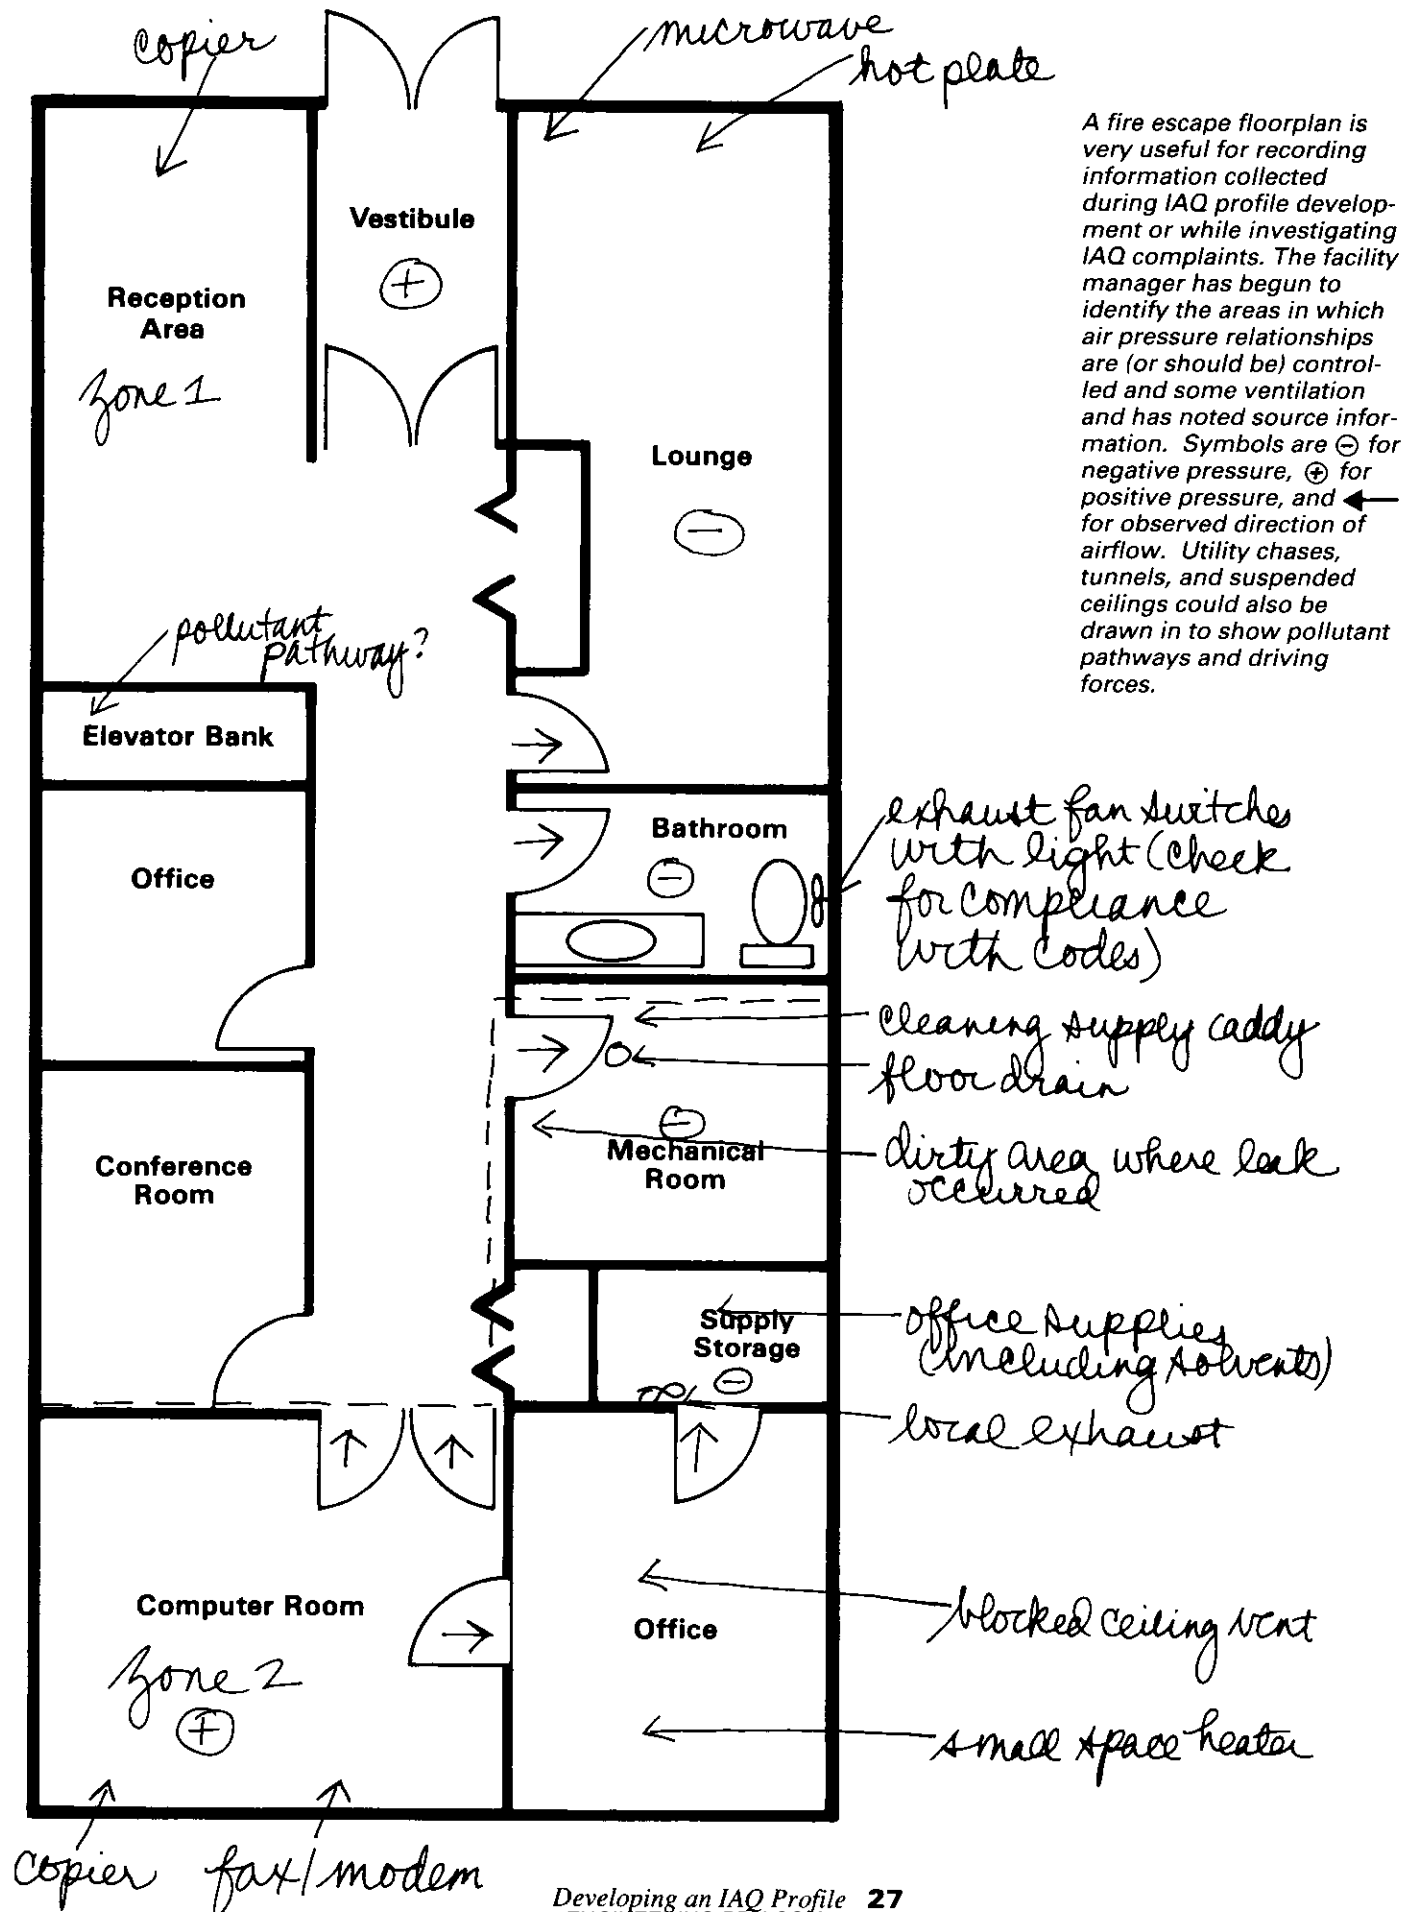 copier
microwave
hot plate
A fire escape floorplan is
very useful for recording
information collected
during IAQ profile develop-
ment or while investigating
IAQ complaints. The facility
manager has begun to
identify the areas in which
air pressure relationships
are (or should be) control-
led and some ventilation
and has noted source infor-
mation. Symbols are ⊖ for
negative pressure, ⊕ for
positive pressure, and ←
for observed direction of
airflow. Utility chases,
tunnels, and suspended
ceilings could also be
drawn in to show pollutant
pathways and driving
forces.
Vestibule
+
Reception
Area
Zone 1
Lounge
−
pollutant
pathway?
Elevator Bank
Office
Bathroom
−
exhaust fan switches
with light (check
for compliance
with codes)
cleaning supply caddy
floor drain
Conference
Room
−
Mechanical
Room
dirty area where leak
occurred
Supply
Storage
−
office supplies
(including solvents)
local exhaust
Computer Room
Zone 2
+
Office
blocked ceiling vent
small space heater
copier
fax/modem
Developing an IAQ Profile 27